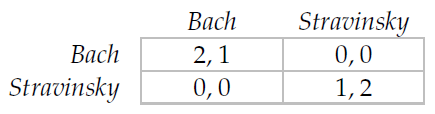 Bach Stravinsky
Bach 2, 1 0, 0
Stravinsky 0, 0 1, 2